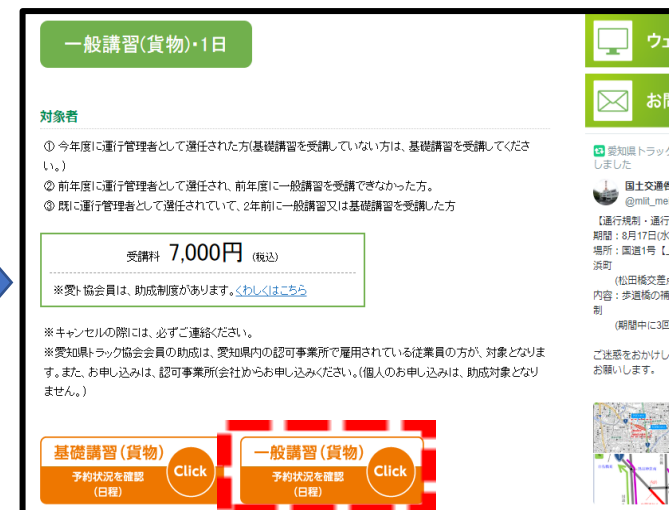 一般講習(貨物)・1日
対象者
① 今年度に運行管理者として選任された方(基礎講習を受講していない方は、基礎講習を受講してくださ
い。)
② 前年度に運行管理者として選任され、前年度に一般講習を受講できなかった方。
③ 既に運行管理者として選任されていて、2年前に一般講習又は基礎講習を受講した方
受講料 7,000円 (税込)
※愛ト協会員は、助成制度があります。くわしくはこちら
※キャンセルの際には、必ずご連絡ください。
※愛知県トラック協会会員の助成は、愛知県内の認可事業所で雇用されている従業員の方が、対象となりま
す。また、お申し込みは、認可事業所(会社)からお申し込みください。(個人のお申し込みは、助成対象となり
ません。)
基礎講習(貨物)
予約状況を確認
(日程)
Click
一般講習(貨物)
予約状況を確認
(日程)
Click
ウェ
お問
愛知県トラック
しました
国土交通省
@mlit_me
【通行規制・通行
期間：8月17日(水
場所：国道1号【
浜町
(松田橋交差点
内容：歩道橋の補
制
(期間中に3回
ご迷惑をおかけし
お願いします。